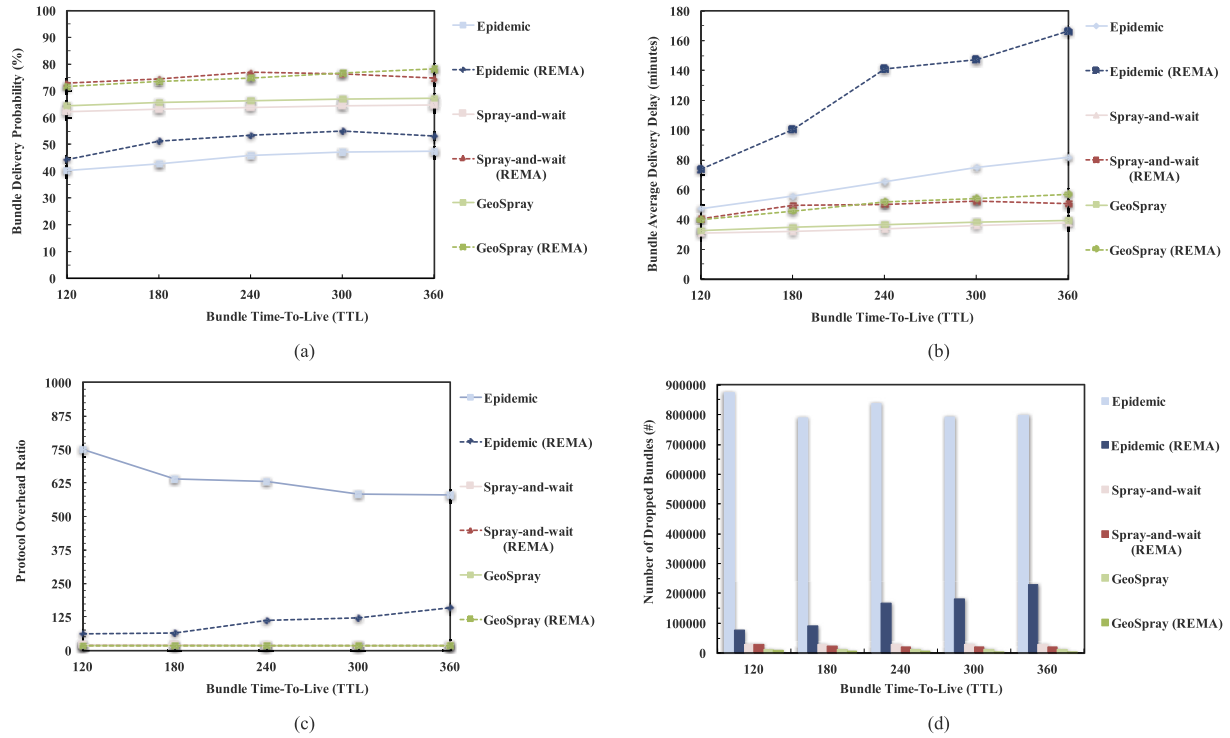 Bundle Delivery Probability (%)
100
90
80
70
60
50
40
30
20
10
0
120 180 240 300 360
Bundle Time-To-Live (TTL)
Epidemic
Epidemic (REMA)
Spray-and-wait
Spray-and-wait
(REMA)
GeoSpray
GeoSpray (REMA)
(a)
Bundle Average Delivery Delay (minutes)
180
160
140
120
100
80
60
40
20
0
120 180 240 300 360
Bundle Time-To-Live (TTL)
Epidemic
Epidemic (REMA)
Spray-and-wait
Spray-and-wait
(REMA)
GeoSpray
GeoSpray (REMA)
(b)
Protocol Overhead Ratio
1000
875
750
625
500
375
250
125
0
120 180 240 300 360
Bundle Time-To-Live (TTL)
Epidemic
Epidemic (REMA)
Spray-and-wait
Spray-and-wait
(REMA)
GeoSpray
GeoSpray (REMA)
(c)
Number of Dropped Bundles (#)
900000
800000
700000
600000
500000
400000
300000
200000
100000
0
120 180 240 300 360
Bundle Time-To-Live (TTL)
Epidemic
Epidemic (REMA)
Spray-and-wait
Spray-and-wait
(REMA)
GeoSpray
GeoSpray (REMA)
(d)